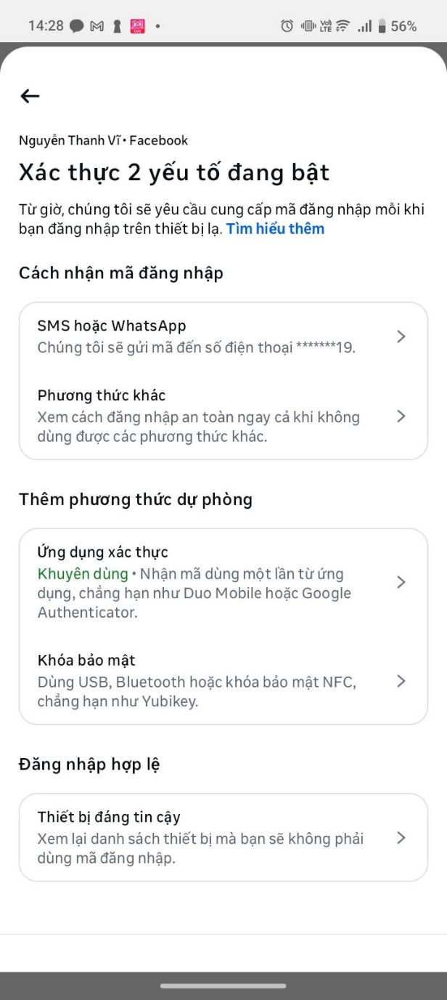 14:28
56%
Nguyễn Thanh Vĩ • Facebook
Xác thực 2 yếu tố đang bật
Từ giờ, chúng tôi sẽ yêu cầu cung cấp mã đăng nhập mỗi khi
bạn đăng nhập trên thiết bị lạ. Tìm hiểu thêm
Cách nhận mã đăng nhập
SMS hoặc WhatsApp
Chúng tôi sẽ gửi mã đến số điện thoại *******19.
Phương thức khác
Xem cách đăng nhập an toàn ngay cả khi không
dùng được các phương thức khác.
Thêm phương thức dự phòng
Ứng dụng xác thực
Khuyên dùng • Nhận mã dùng một lần từ ứng
dụng, chẳng hạn như Duo Mobile hoặc Google
Authenticator.
Khóa bảo mật
Dùng USB, Bluetooth hoặc khóa bảo mật NFC,
chẳng hạn như Yubikey.
Đăng nhập hợp lệ
Thiết bị đáng tin cậy
Xem lại danh sách thiết bị mà bạn sẽ không phải
dùng mã đăng nhập.